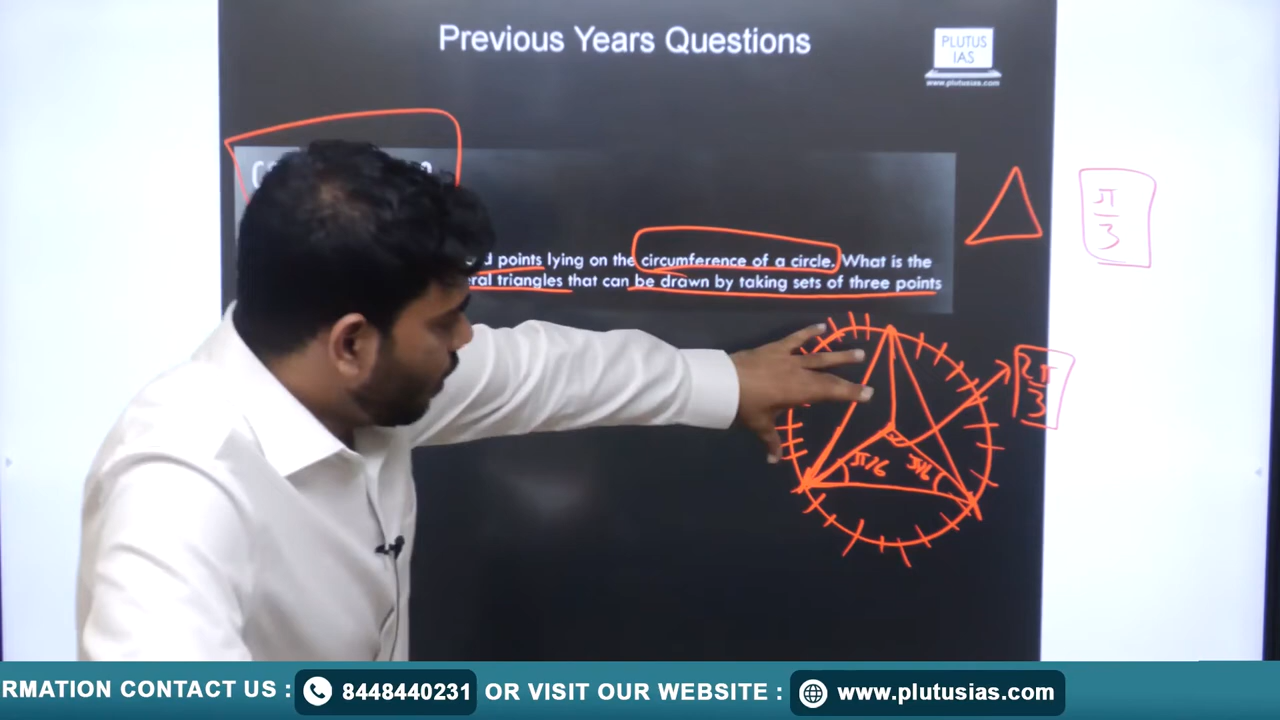 Previous Years Questions
PLUTUS
IAS
www.plutusias.com
points lying on the circumference of a circle. What is the
triangles that can be drawn by taking sets of three points
π
3
2π
3
π/6 π/6
RMATION CONTACT US : 8448440231 OR VISIT OUR WEBSITE : www.plutusias.com